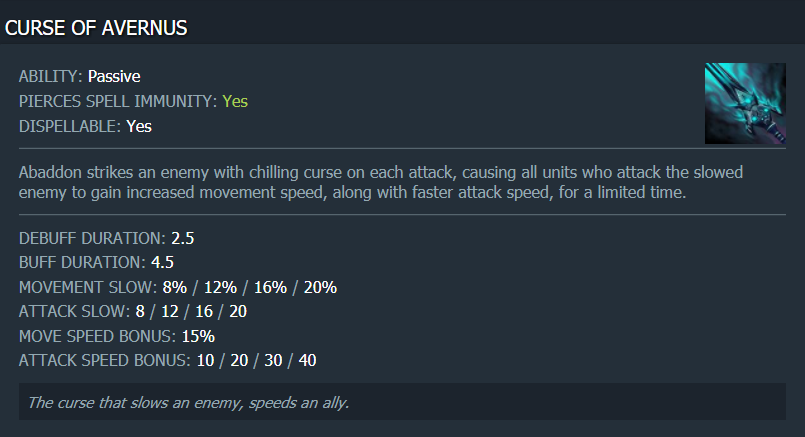 CURSE OF AVERNUS
ABILITY: Passive
PIERCES SPELL IMMUNITY: Yes
DISPELLABLE: Yes
Abaddon strikes an enemy with chilling curse on each attack, causing all units who attack the slowed
enemy to gain increased movement speed, along with faster attack speed, for a limited time.
DEBUFF DURATION: 2.5
BUFF DURATION: 4.5
MOVEMENT SLOW: 8% / 12% / 16% / 20%
ATTACK SLOW: 8 / 12 / 16 / 20
MOVE SPEED BONUS: 15%
ATTACK SPEED BONUS: 10 / 20 / 30 / 40
The curse that slows an enemy, speeds an ally.